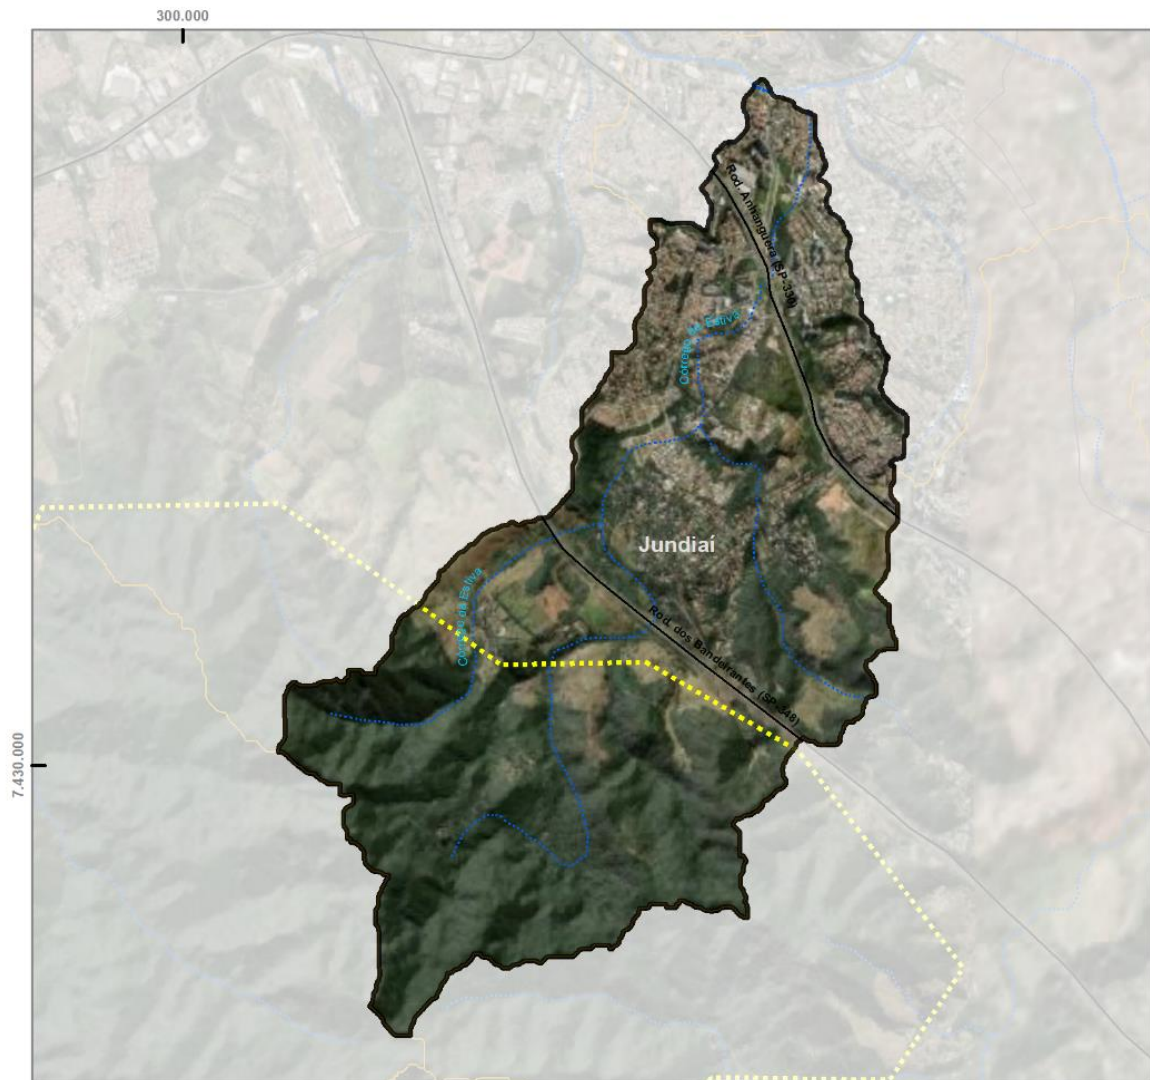 300.000
Rod. Anhanguera (SP-330)
Córrego da Estiva
Jundiaí
Córrego da Estiva
Rod. dos Bandeirantes (SP-348)
7.430.000